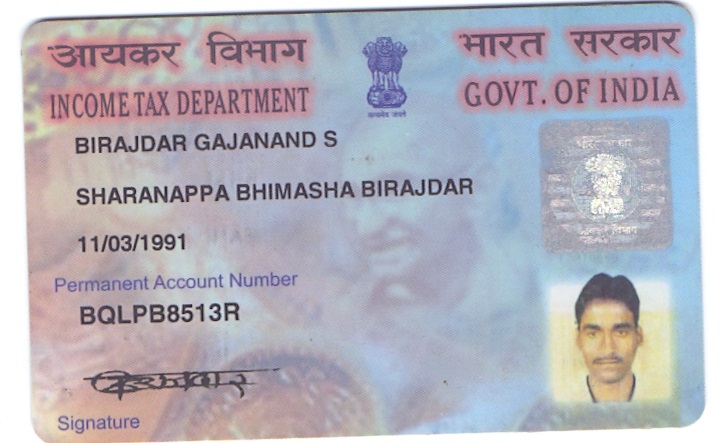 आयकर विभाग
भारत सरकार
INCOME TAX DEPARTMENT
GOVT. OF INDIA
सत्यमेव जयते
BIRAJDAR GAJANAND S
SHARANAPPA BHIMASHA BIRAJDAR
11/03/1991
Permanent Account Number
BQLPB8513R
Signature